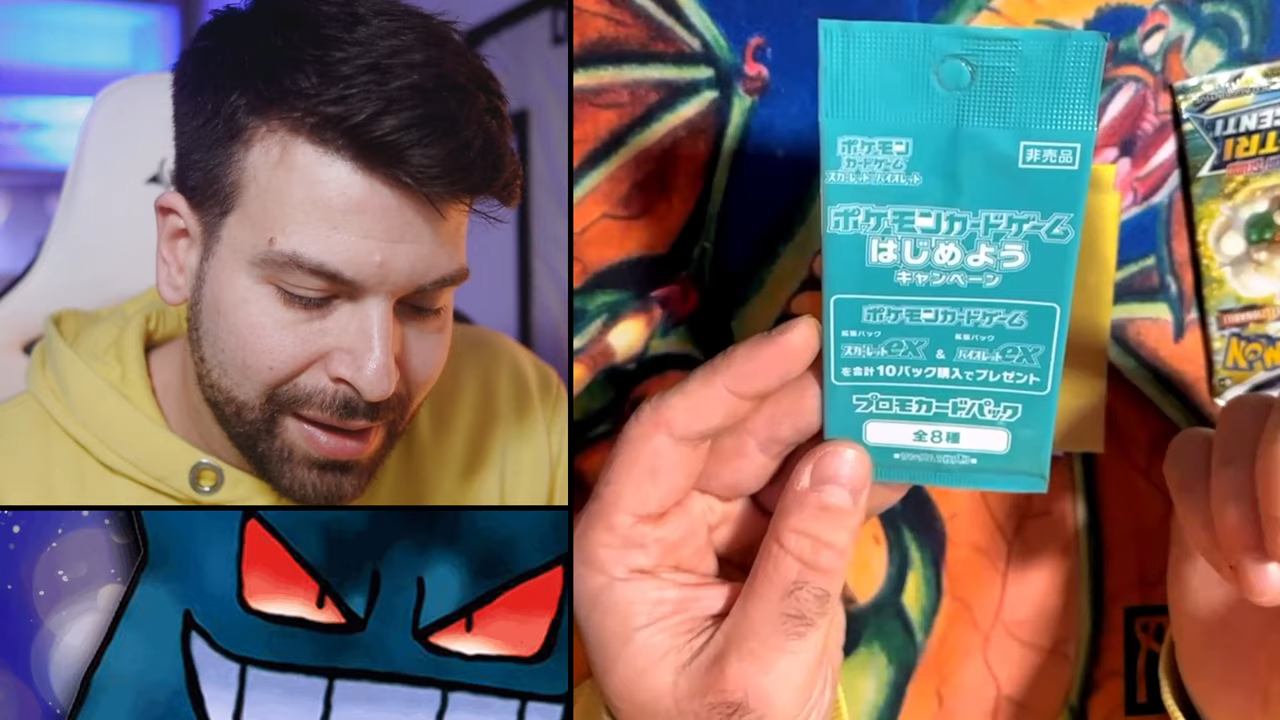 ポケモン
カードゲーム
スカーレット&バイオレット
非売品
ポケモンカードゲーム
はじめよう
キャンペーン
ポケモンカードゲーム
拡張パック
拡張パック
スカーレットex & バイオレットex
を合計10パック購入でプレゼント
プロモカードパック
全8種